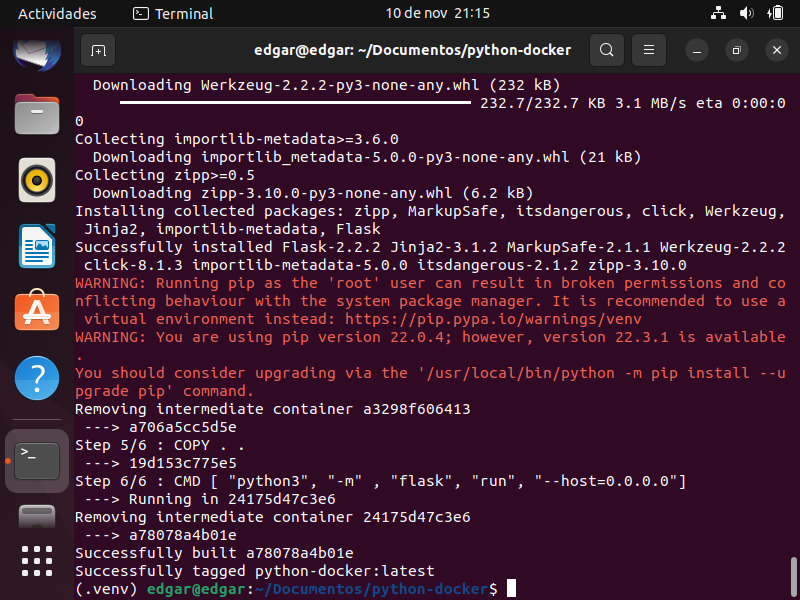 Actividades Terminal 10 de nov 21:15
edgar@edgar: ~/Documentos/python-docker
  Downloading Werkzeug-2.2.2-py3-none-any.whl (232 kB)
232.7/232.7 KB 3.1 MB/s eta 0:00:0
0
Collecting importlib-metadata>=3.6.0
  Downloading importlib_metadata-5.0.0-py3-none-any.whl (21 kB)
Collecting zipp>=0.5
  Downloading zipp-3.10.0-py3-none-any.whl (6.2 kB)
Installing collected packages: zipp, MarkupSafe, itsdangerous, click, Werkzeug,
 Jinja2, importlib-metadata, Flask
Successfully installed Flask-2.2.2 Jinja2-3.1.2 MarkupSafe-2.1.1 Werkzeug-2.2.2
 click-8.1.3 importlib-metadata-5.0.0 itsdangerous-2.1.2 zipp-3.10.0
WARNING: Running pip as the 'root' user can result in broken permissions and co
nflicting behaviour with the system package manager. It is recommended to use a
 virtual environment instead: https://pip.pypa.io/warnings/venv
WARNING: You are using pip version 22.0.4; however, version 22.3.1 is available
.
You should consider upgrading via the '/usr/local/bin/python -m pip install --u
pgrade pip' command.
Removing intermediate container a3298f606413
 ---> a706a5cc5d5e
Step 5/6 : COPY . .
 ---> 19d153c775e5
Step 6/6 : CMD [ "python3", "-m" , "flask", "run", "--host=0.0.0.0"]
 ---> Running in 24175d47c3e6
Removing intermediate container 24175d47c3e6
 ---> a78078a4b01e
Successfully built a78078a4b01e
Successfully tagged python-docker:latest
(.venv) edgar@edgar:~/Documentos/python-docker$